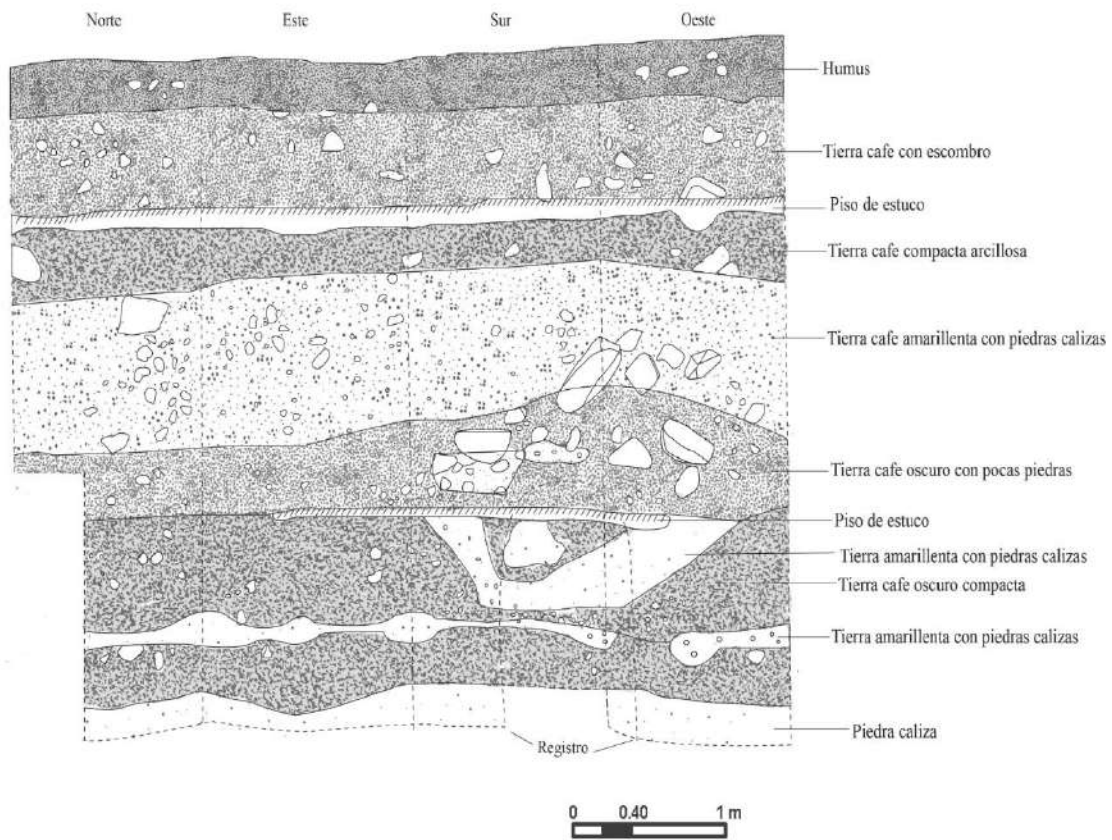 Norte Este Sur Oeste
Humus
Tierra cafe con escombro
Piso de estuco
Tierra cafe compacta arcillosa
Tierra cafe amarillenta con piedras calizas
Tierra cafe oscuro con pocas piedras
Piso de estuco
Tierra amarillenta con piedras calizas
Tierra cafe oscuro compacta
Tierra amarillenta con piedras calizas
Piedra caliza
Registro
0 0.40 1 m